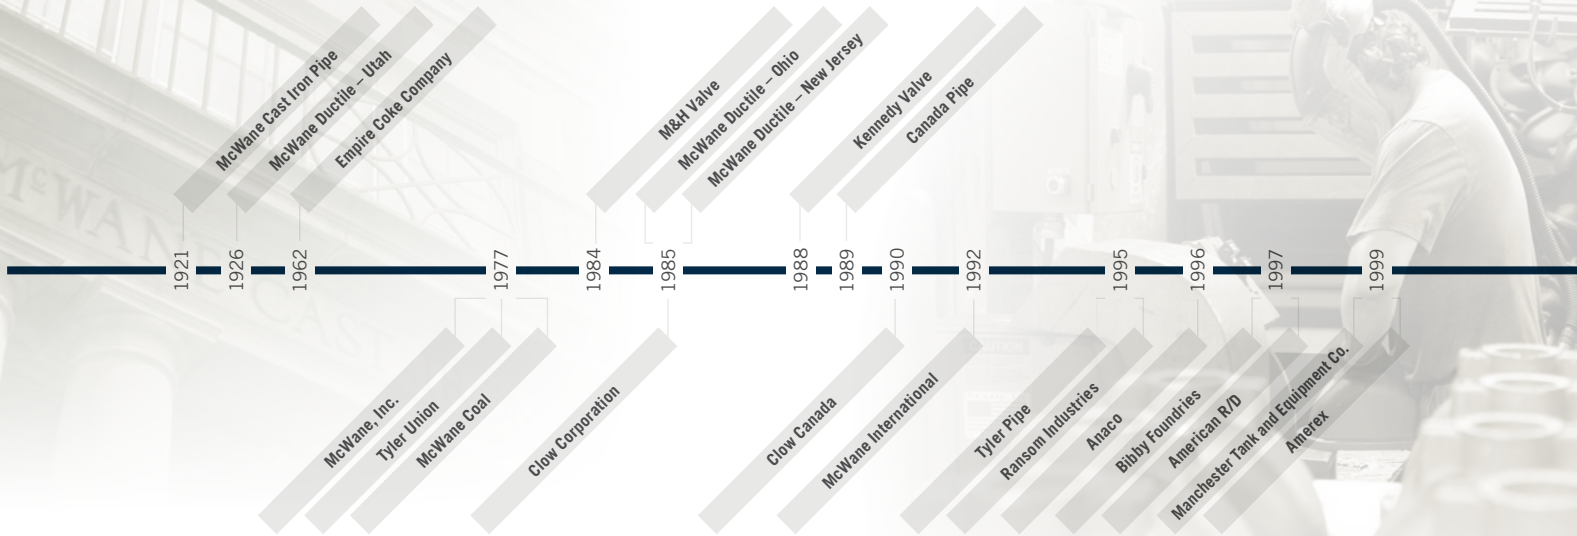 McWane Cast Iron Pipe
McWane Ductile – Utah
Empire Coke Company
M&H Valve
McWane Ductile – Ohio
McWane Ductile – New Jersey
Kennedy Valve
Canada Pipe
McWANE
CAST
1921
1926
1962
1977
1984
1985
1988
1989
1990
1992
1995
1996
1997
1999
McWane, Inc.
Tyler Union
McWane Coal
Clow Corporation
Clow Canada
McWane International
Tyler Pipe
Ransom Industries
Anaco
Bibby Foundries
American R/D
Manchester Tank and Equipment Co.
Amerex